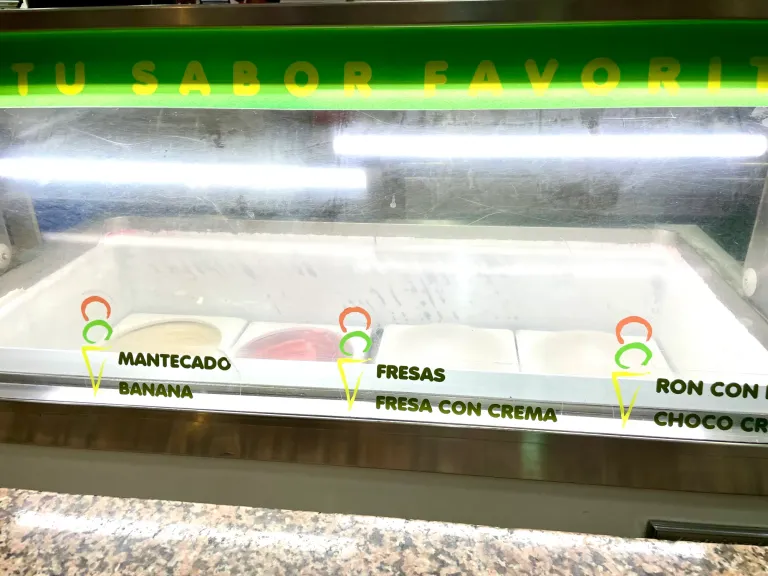 TU SABOR FAVORIT
MANTECADO
BANANA
FRESAS
FRESA CON CREMA
RON CON
CHOCO CR